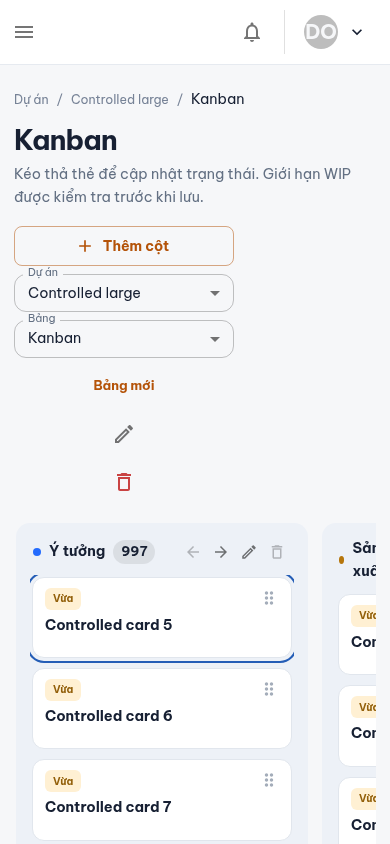 DO
Dự án / Controlled large / Kanban
Kanban
Kéo thả thẻ để cập nhật trạng thái. Giới hạn WIP
được kiểm tra trước khi lưu.
Thêm cột
Dự án
Controlled large
Bảng
Kanban
Bảng mới
Ý tưởng 997
Vừa
Controlled card 5
Vừa
Controlled card 6
Vừa
Controlled card 7